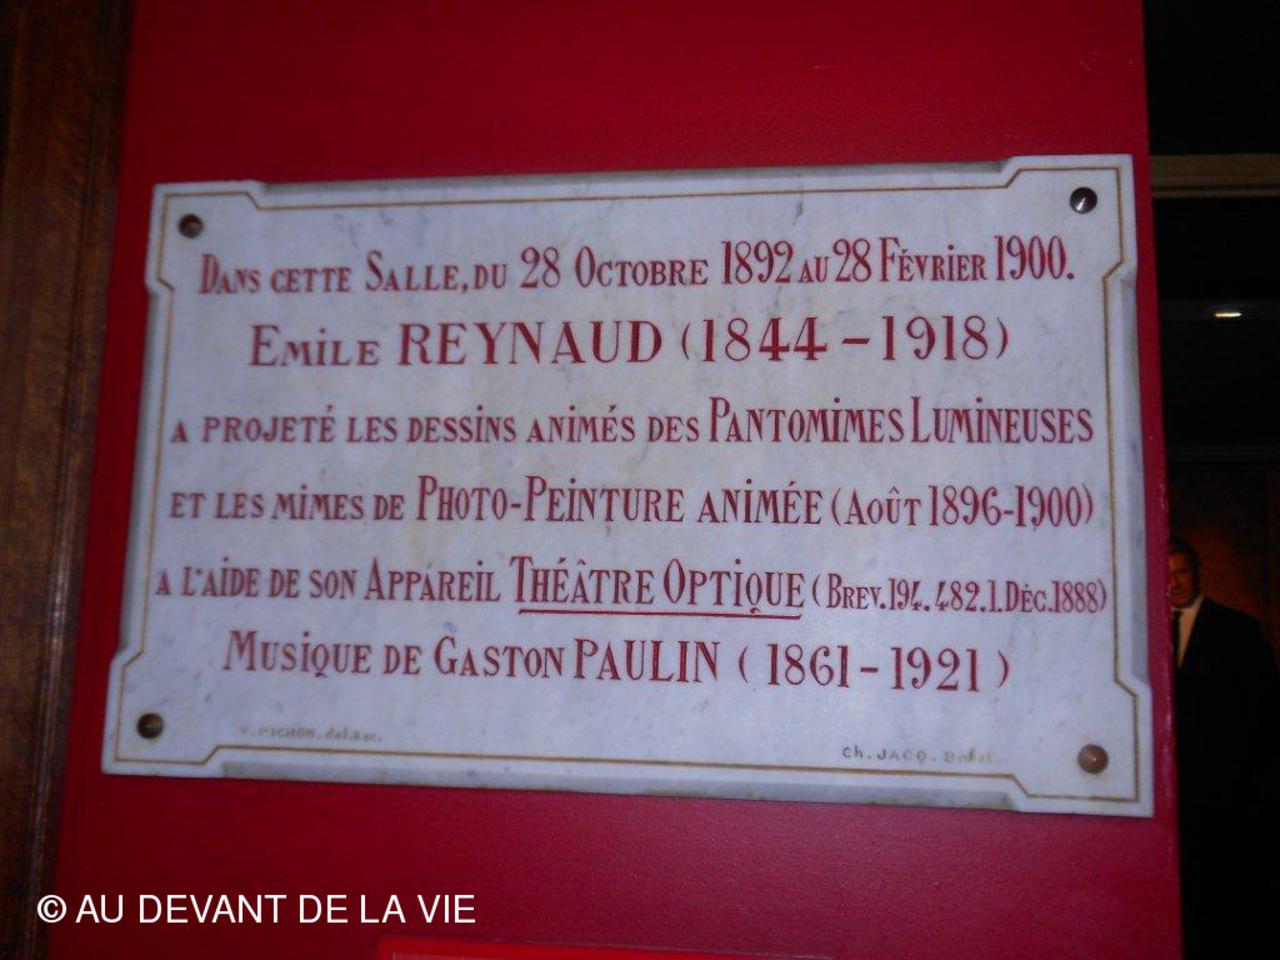 DANS CETTE SALLE, DU 28 OCTOBRE 1892 AU 28 FÉVRIER 1900.
EMILE REYNAUD (1844-1918)
A PROJETÉ LES DESSINS ANIMÉS DES PANTOMIMES LUMINEUSES
ET LES MIMES DE PHOTO-PEINTURE ANIMÉE (AOÛT 1896-1900)
A L'AIDE DE SON APPAREIL THÉÂTRE OPTIQUE (BREV. 194.482.1.DÉC.1888)
MUSIQUE DE GASTON PAULIN (1861-1921)
V. PICHON. del.
Ch. JACQ. Brest.
© AU DEVANT DE LA VIE